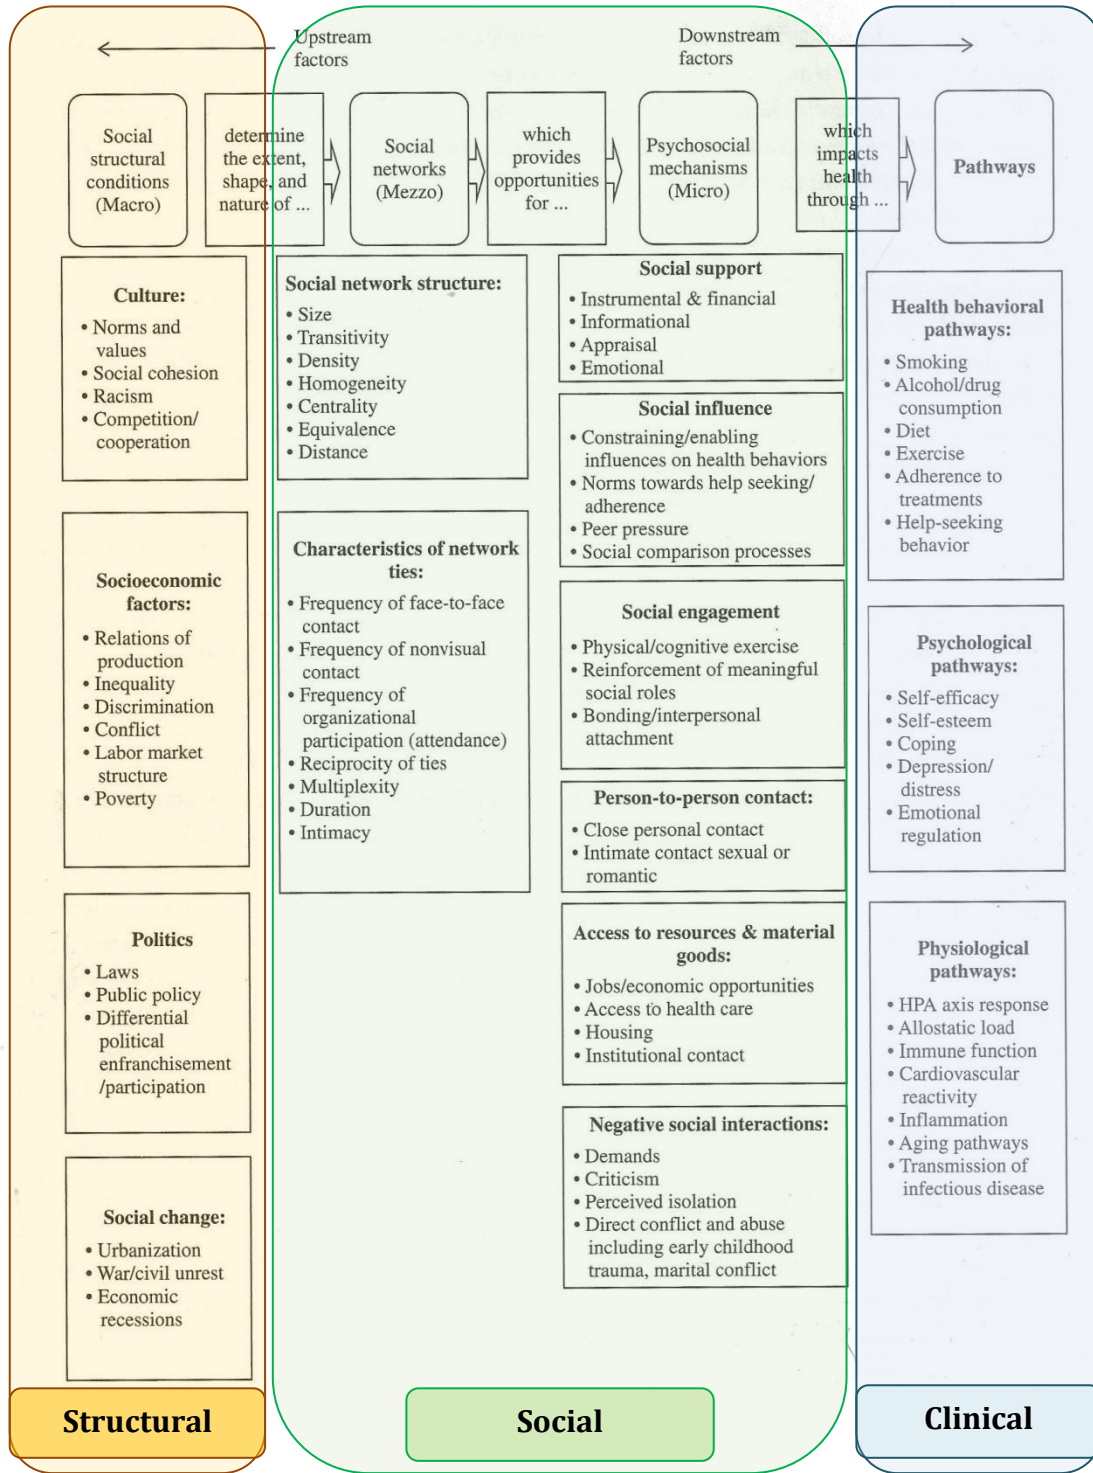 Upstream
factors
Downstream
factors
Social
structural
conditions
(Macro)
determine
the extent,
shape, and
nature of ...
Social
networks
(Mezzo)
which
provides
opportunities
for ...
Psychosocial
mechanisms
(Micro)
which
impacts
health
through ...
Pathways
Culture:
• Norms and
values
• Social cohesion
• Racism
• Competition/
cooperation
Socioeconomic
factors:
• Relations of
production
• Inequality
• Discrimination
• Conflict
• Labor market
structure
• Poverty
Politics
• Laws
• Public policy
• Differential
political
enfranchisement
/participation
Social change:
• Urbanization
• War/civil unrest
• Economic
recessions
Social network structure:
• Size
• Transitivity
• Density
• Homogeneity
• Centrality
• Equivalence
• Distance
Characteristics of network
ties:
• Frequency of face-to-face
contact
• Frequency of nonvisual
contact
• Frequency of
organizational
participation (attendance)
• Reciprocity of ties
• Multiplexity
• Duration
• Intimacy
Social support
• Instrumental & financial
• Informational
• Appraisal
• Emotional
Social influence
• Constraining/enabling
influences on health behaviors
• Norms towards help seeking/
adherence
• Peer pressure
• Social comparison processes
Social engagement
• Physical/cognitive exercise
• Reinforcement of meaningful
social roles
• Bonding/interpersonal
attachment
Person-to-person contact:
• Close personal contact
• Intimate contact sexual or
romantic
Access to resources & material
goods:
• Jobs/economic opportunities
• Access to health care
• Housing
• Institutional contact
Negative social interactions:
• Demands
• Criticism
• Perceived isolation
• Direct conflict and abuse
including early childhood
trauma, marital conflict
Health behavioral
pathways:
• Smoking
• Alcohol/drug
consumption
• Diet
• Exercise
• Adherence to
treatments
• Help-seeking
behavior
Psychological
pathways:
• Self-efficacy
• Self-esteem
• Coping
• Depression/
distress
• Emotional
regulation
Physiological
pathways:
• HPA axis response
• Allostatic load
• Immune function
• Cardiovascular
reactivity
• Inflammation
• Aging pathways
• Transmission of
infectious disease
Structural
Social
Clinical